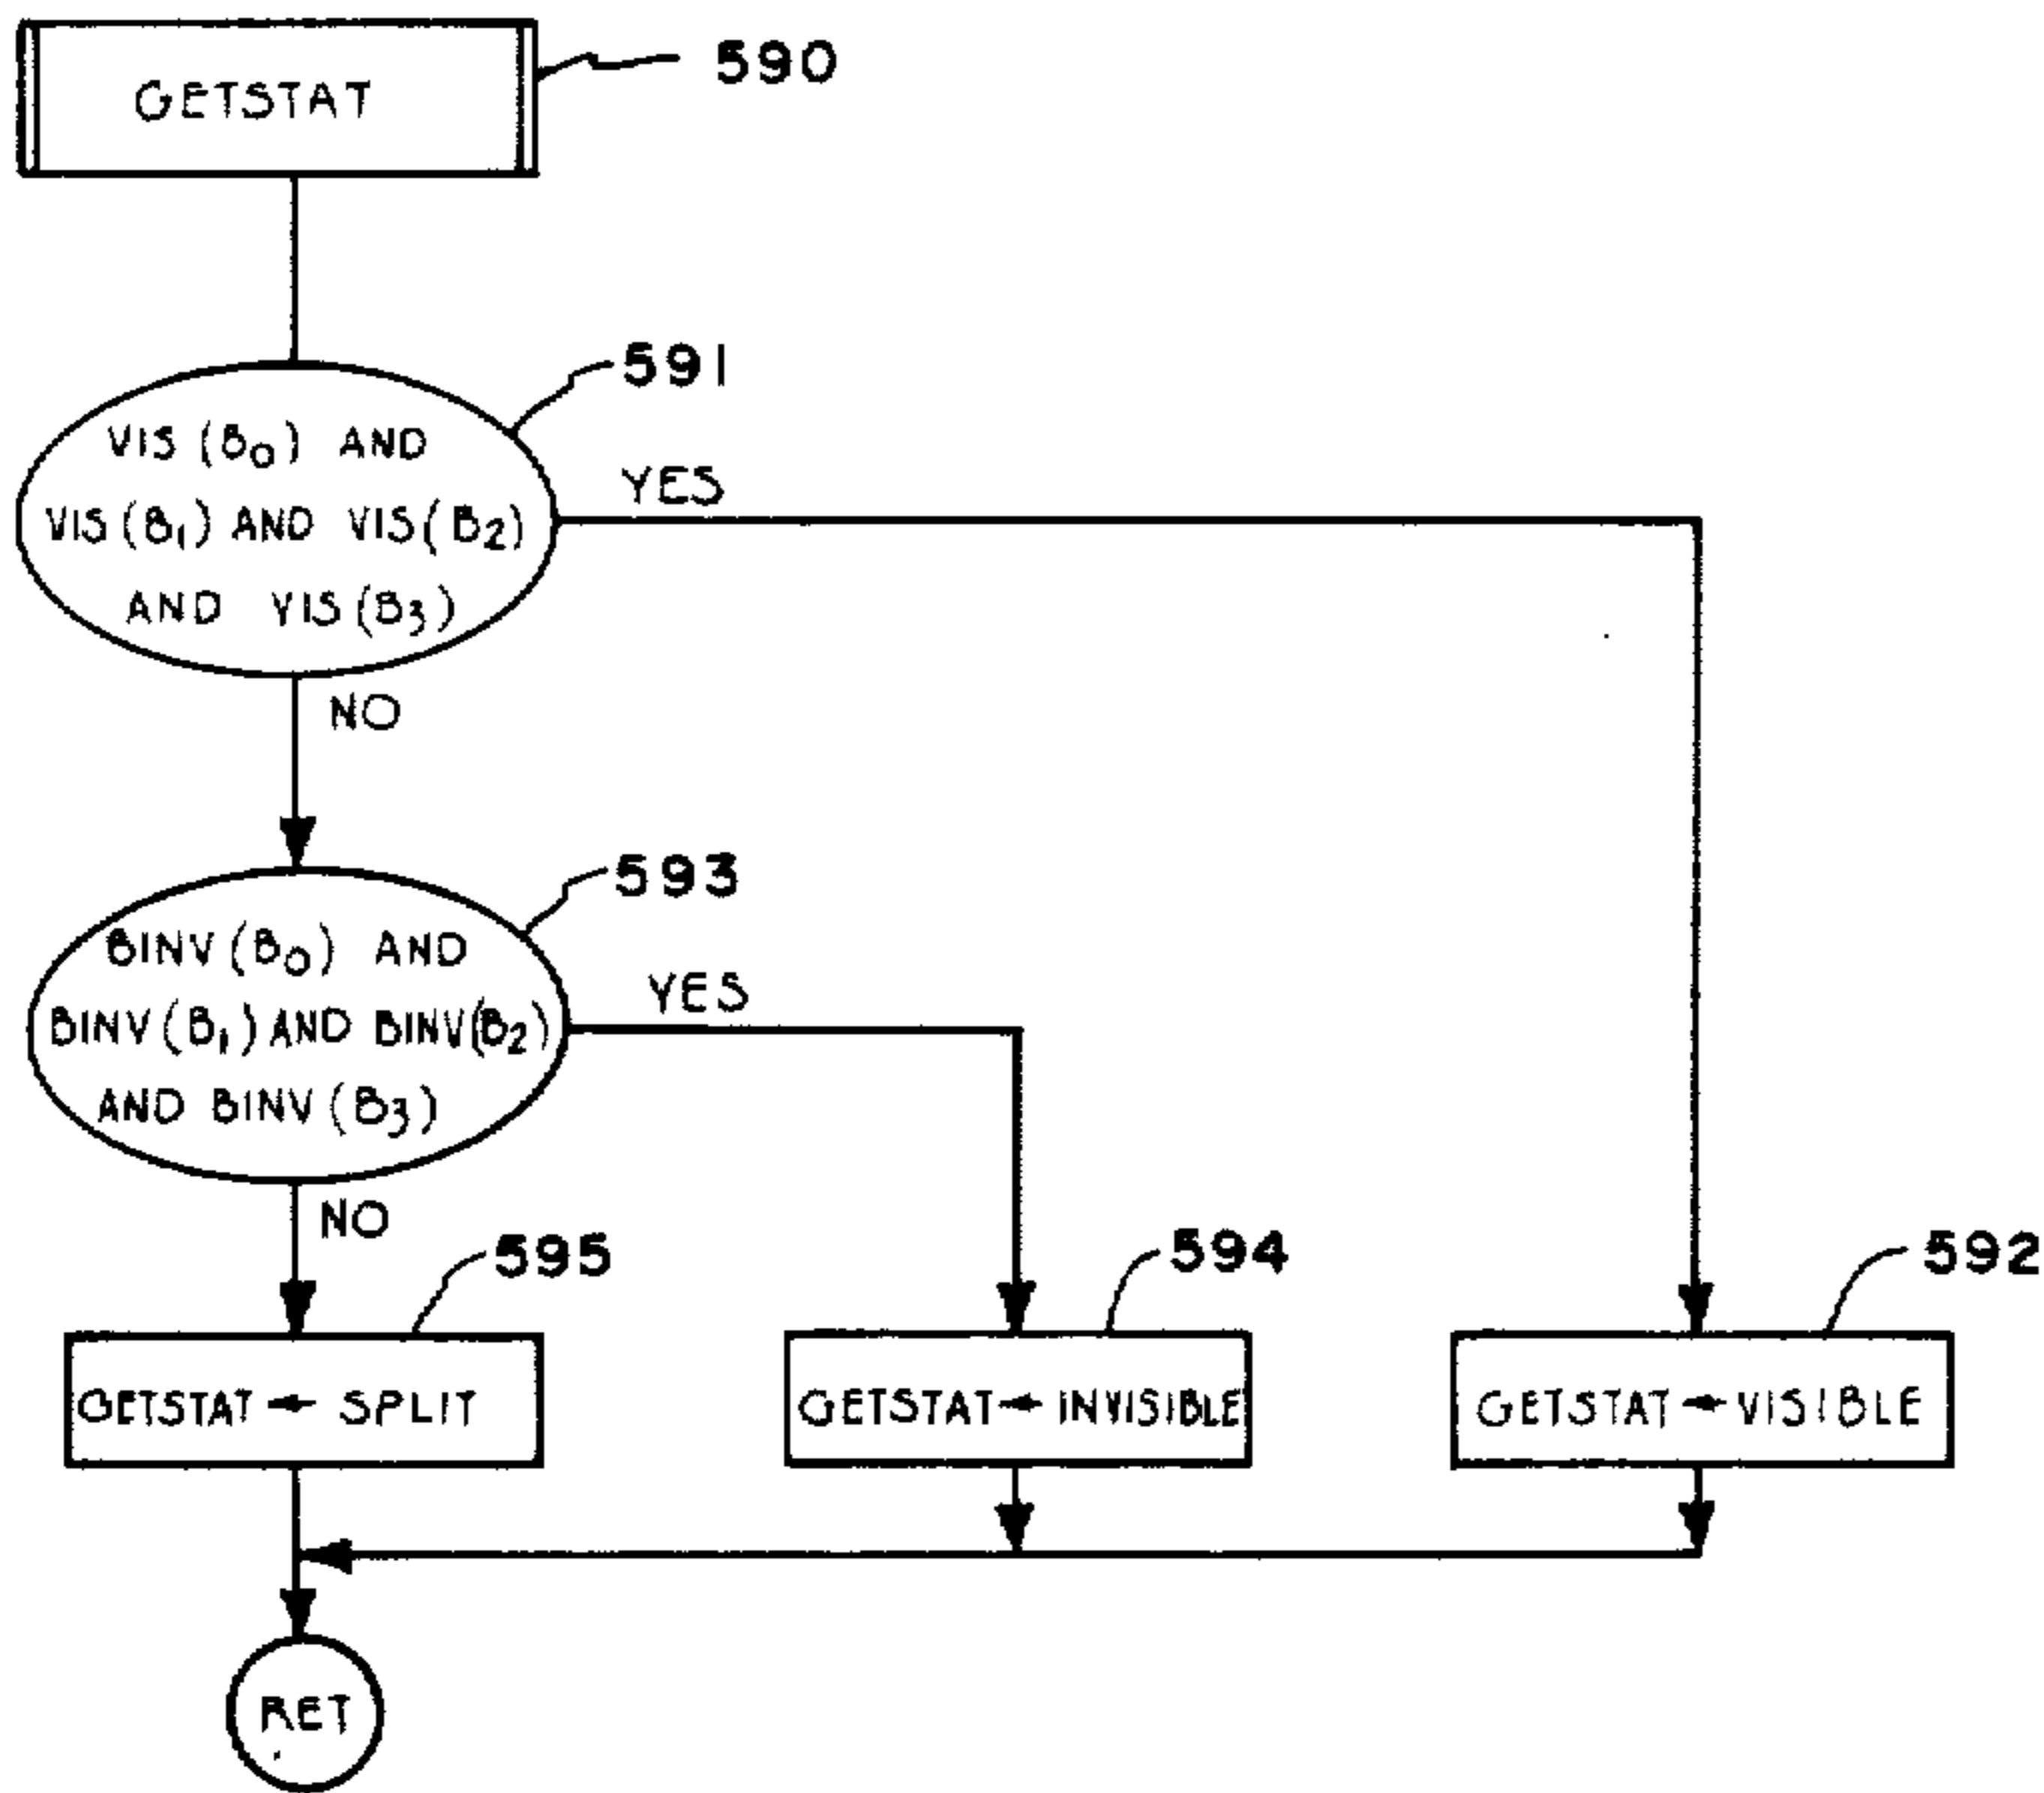 GETSTAT
590
591
VIS (B0) AND
VIS (B1) AND VIS (B2)
AND VIS (B3)
YES
NO
593
BINV (B0) AND
BINV (B1) AND BINV (B2)
AND BINV (B3)
YES
NO
595
594
592
GETSTAT ← SPLIT
GETSTAT ← INVISIBLE
GETSTAT ← VISIBLE
RET